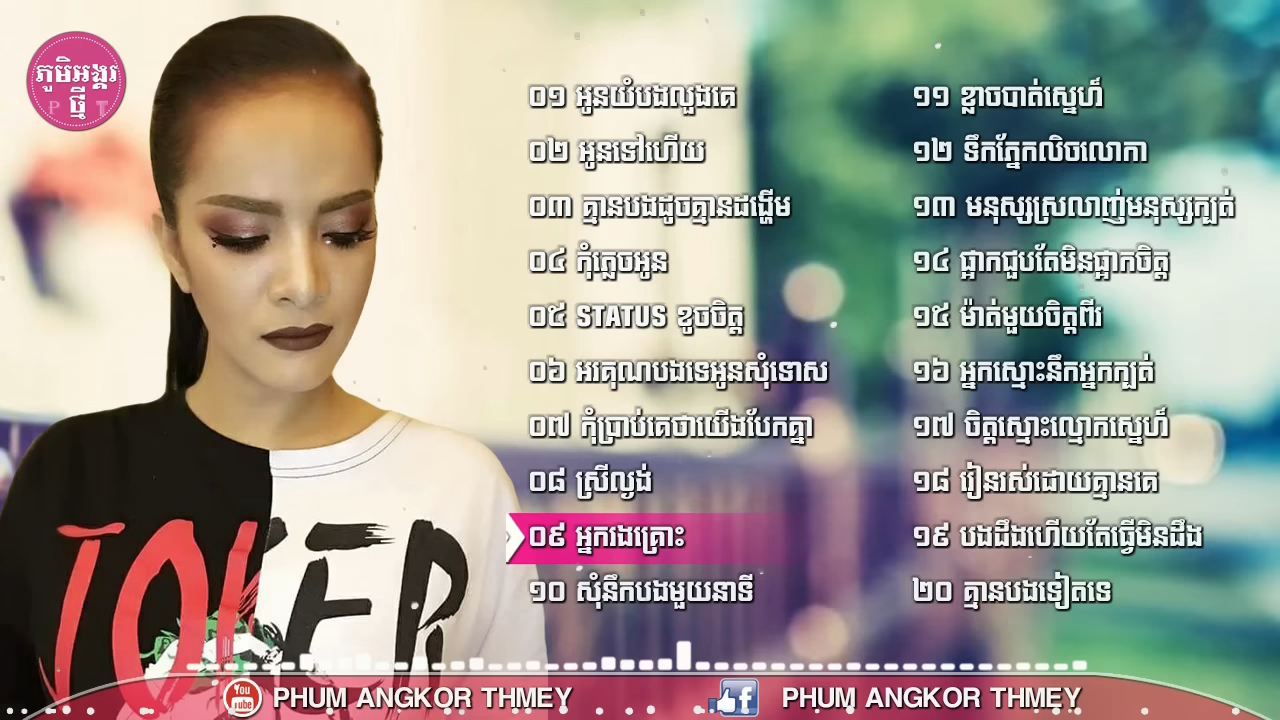 ភូមិអង្គរ
ថ្មី
P T
០១ អូនយំបងលួងគេ
០២ អូនទៅហើយ
០៣ គ្មានបងដូចគ្មានដង្ហើម
០៤ កុំភ្លេចអូន
០៥ STATUS ខូចចិត្ត
០៦ អរគុណបងទេអូនសុំទោស
០៧ កុំប្រាប់គេថាយើងបែកគ្នា
០៨ ស្រីល្ងង់
០៩ អ្នករងគ្រោះ
១០ សុំនឹកបងមួយនាទី
១១ ខ្លាចបាត់ស្នេហ៍
១២ ទឹកភ្នែកលិចលោកា
១៣ មនុស្សស្រលាញ់មនុស្សក្បត់
១៤ ផ្អាកជួបតែមិនផ្អាកចិត្ត
១៥ ម៉ាត់មួយចិត្តពីរ
១៦ អ្នកស្មោះនឹកអ្នកក្បត់
១៧ ចិត្តស្មោះល្មោកស្នេហ៍
១៨ រៀនរស់ដោយគ្មានគេ
១៩ បងដឹងហើយតែធ្វើមិនដឹង
២០ គ្មានបងទៀតទេ
JOKER
You Tube PHUM ANGKOR THMEY
f PHUM ANGKOR THMEY